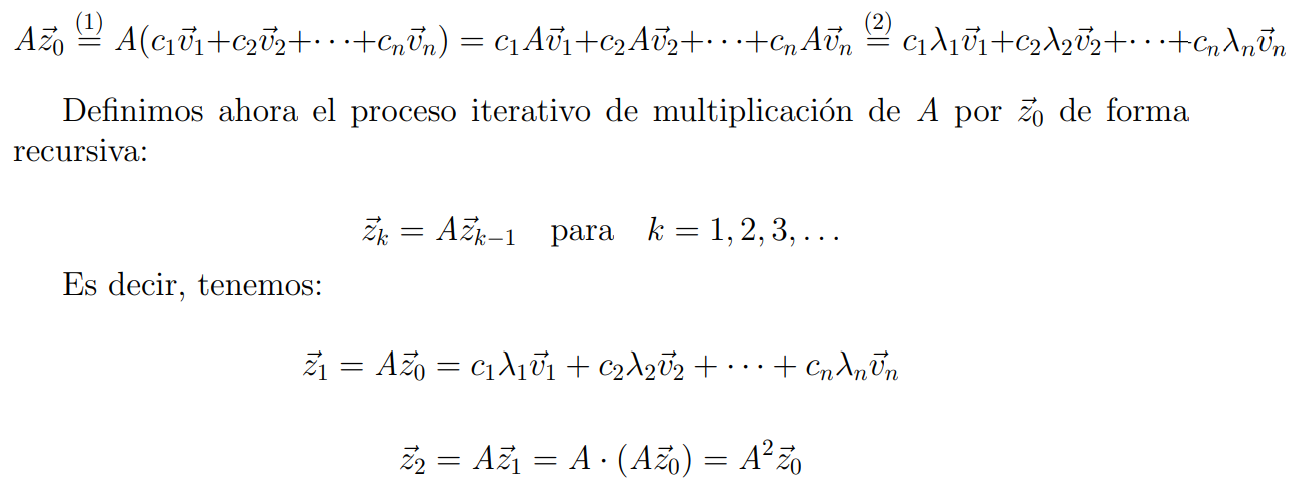 $A\vec{z}_0 \overset{(1)}{=} A(c_1\vec{v}_1+c_2\vec{v}_2+\cdots+c_n\vec{v}_n) = c_1A\vec{v}_1+c_2A\vec{v}_2+\cdots+c_nA\vec{v}_n \overset{(2)}{=} c_1\lambda_1\vec{v}_1+c_2\lambda_2\vec{v}_2+\cdots+c_n\lambda_n\vec{v}_n$
Definimos ahora el proceso iterativo de multiplicación de $A$ por $\vec{z}_0$ de forma
recursiva:
$\vec{z}_k = A\vec{z}_{k-1}$ para $k = 1, 2, 3, \ldots$
Es decir, tenemos:
$\vec{z}_1 = A\vec{z}_0 = c_1\lambda_1\vec{v}_1 + c_2\lambda_2\vec{v}_2 + \cdots + c_n\lambda_n\vec{v}_n$
$\vec{z}_2 = A\vec{z}_1 = A \cdot (A\vec{z}_0) = A^2\vec{z}_0$